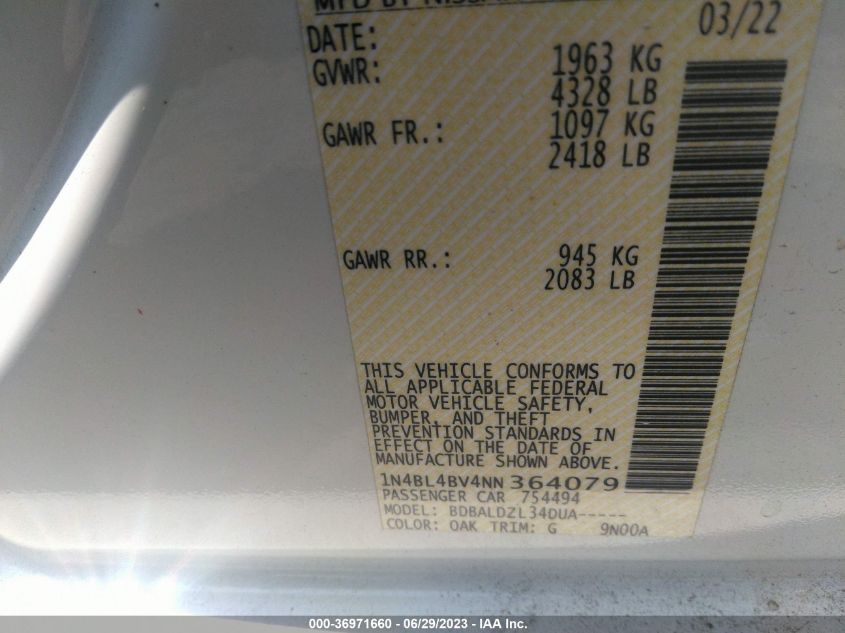 MFD BY NISSAN
03/22
DATE:
GVWR: 1963 KG
4328 LB
GAWR FR.: 1097 KG
2418 LB
GAWR RR.: 945 KG
2083 LB
THIS VEHICLE CONFORMS TO
ALL APPLICABLE FEDERAL
MOTOR VEHICLE SAFETY,
BUMPER, AND THEFT
PREVENTION STANDARDS IN
EFFECT ON THE DATE OF
MANUFACTURE SHOWN ABOVE.
1N4BL4BV4NN364079
PASSENGER CAR 754494
MODEL: BDBALDZL34DUA-----
COLOR: QAK TRIM: G 9N00A
000-36971660 - 06/29/2023 - © IAA Inc.